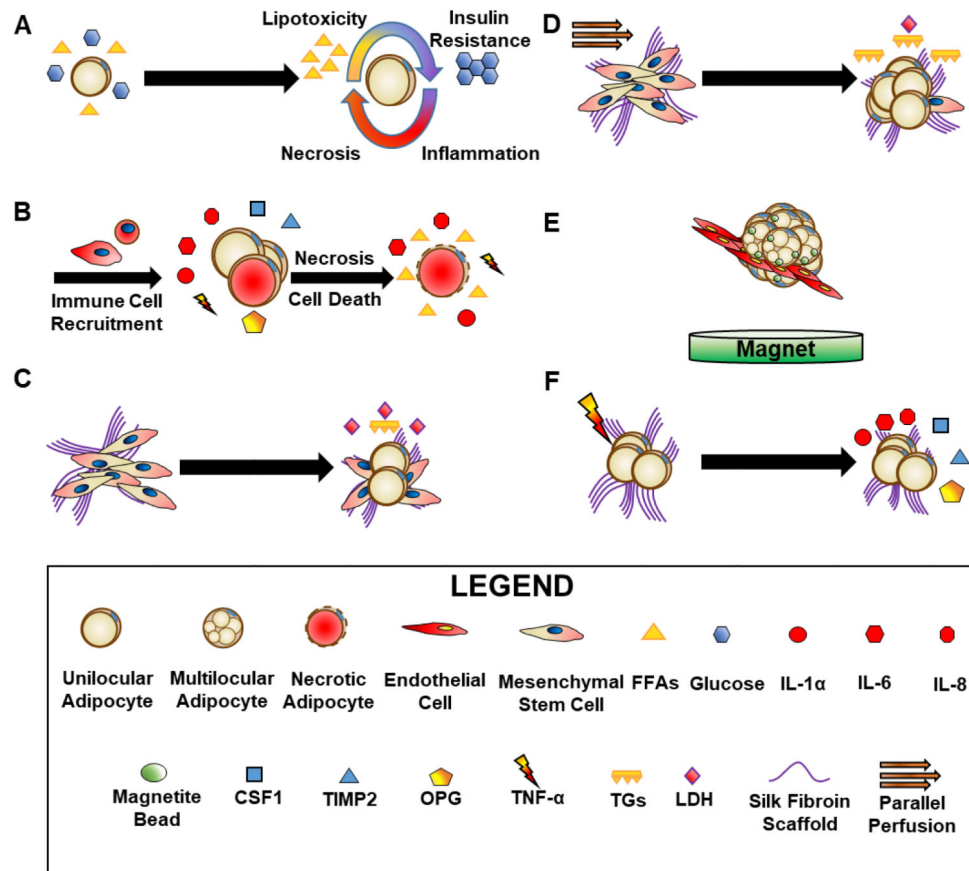 A
Lipotoxicity
Insulin
Resistance
Necrosis
Inflammation
B
Immune Cell
Recruitment
Necrosis
Cell Death
C
D
E
Magnet
F
LEGEND
Unilocular
Adipocyte
Multilocular
Adipocyte
Necrotic
Adipocyte
Endothelial
Cell
Mesenchymal
Stem Cell
FFAs
Glucose
IL-1α
IL-6
IL-8
Magnetite
Bead
CSF1
TIMP2
OPG
TNF-α
TGs
LDH
Silk Fibroin
Scaffold
Parallel
Perfusion